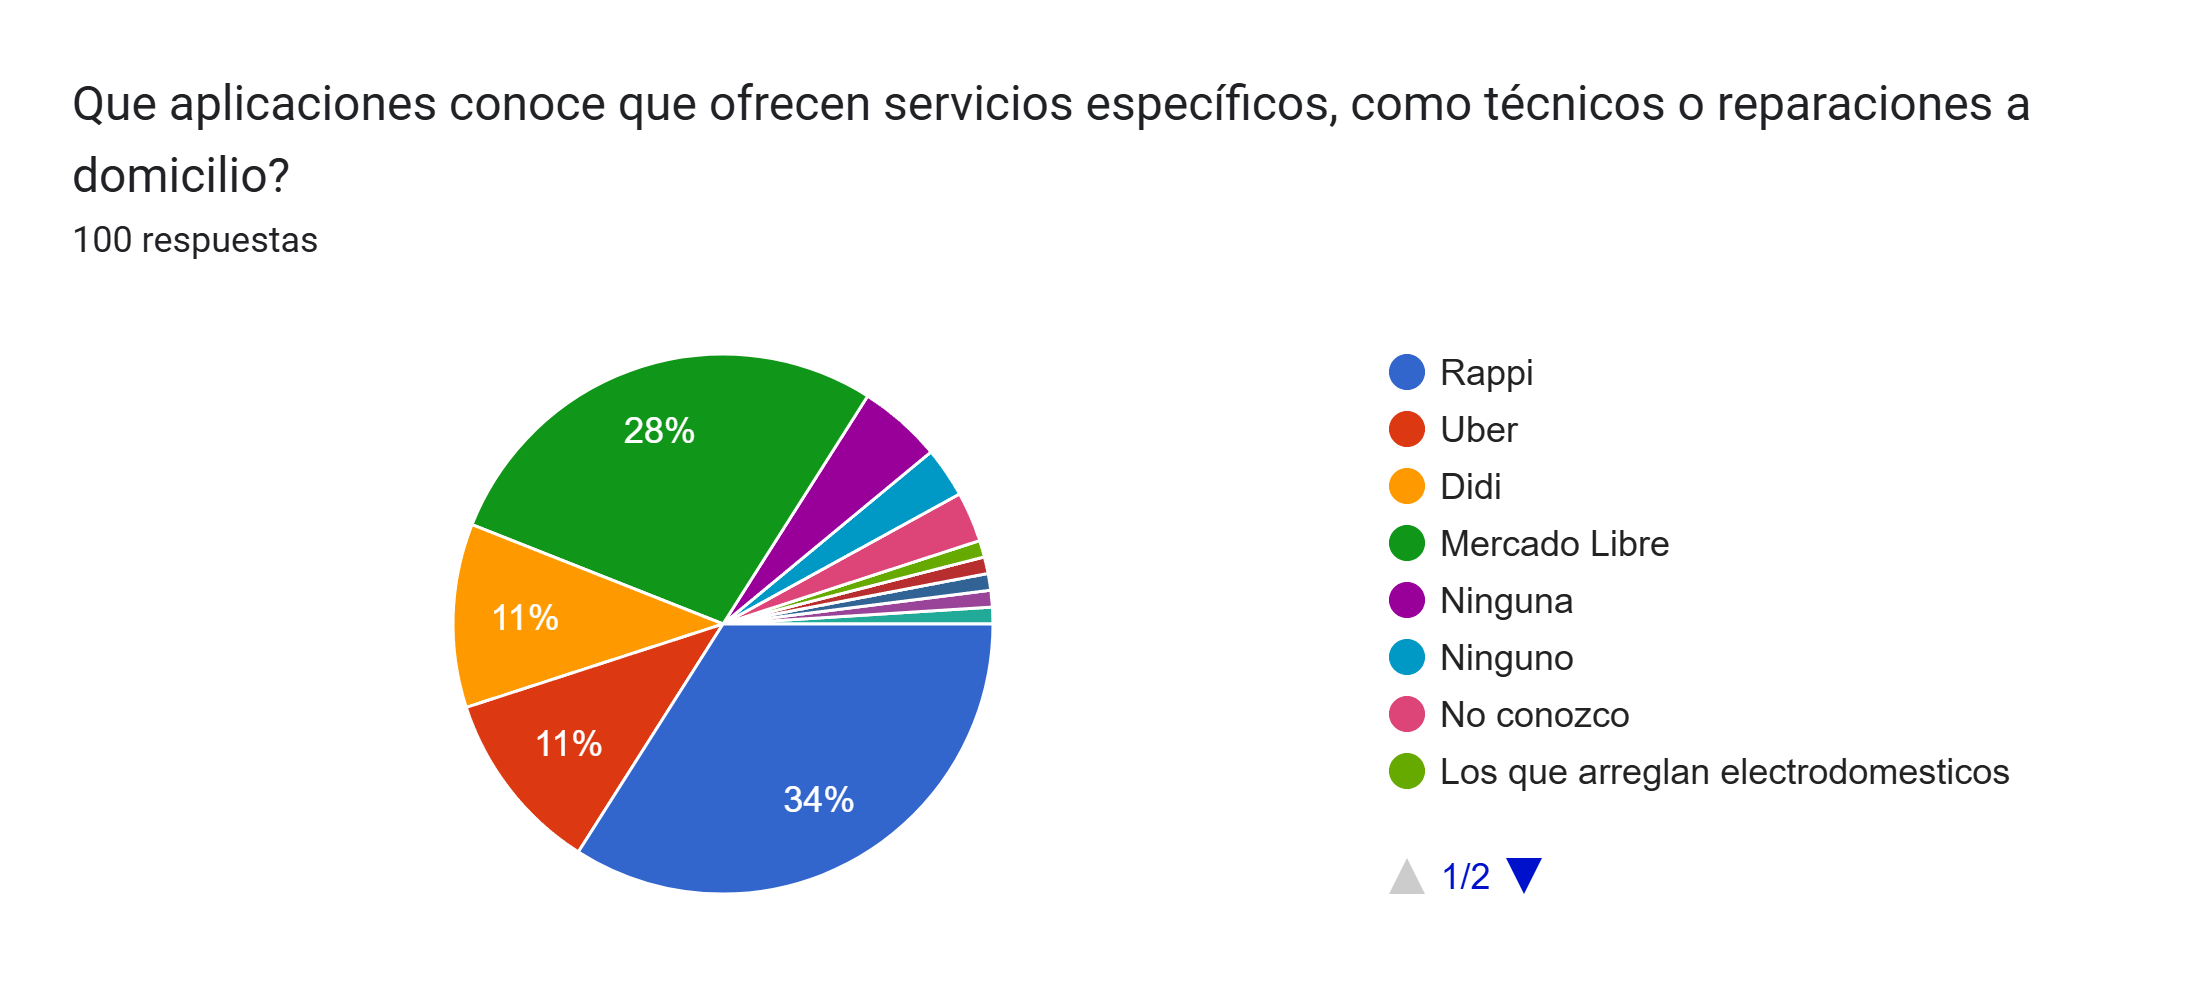 Que aplicaciones conoce que ofrecen servicios específicos, como técnicos o reparaciones a
domicilio?
100 respuestas
28%
11%
11%
34%
Rappi
Uber
Didi
Mercado Libre
Ninguna
Ninguno
No conozco
Los que arreglan electrodomesticos
1/2